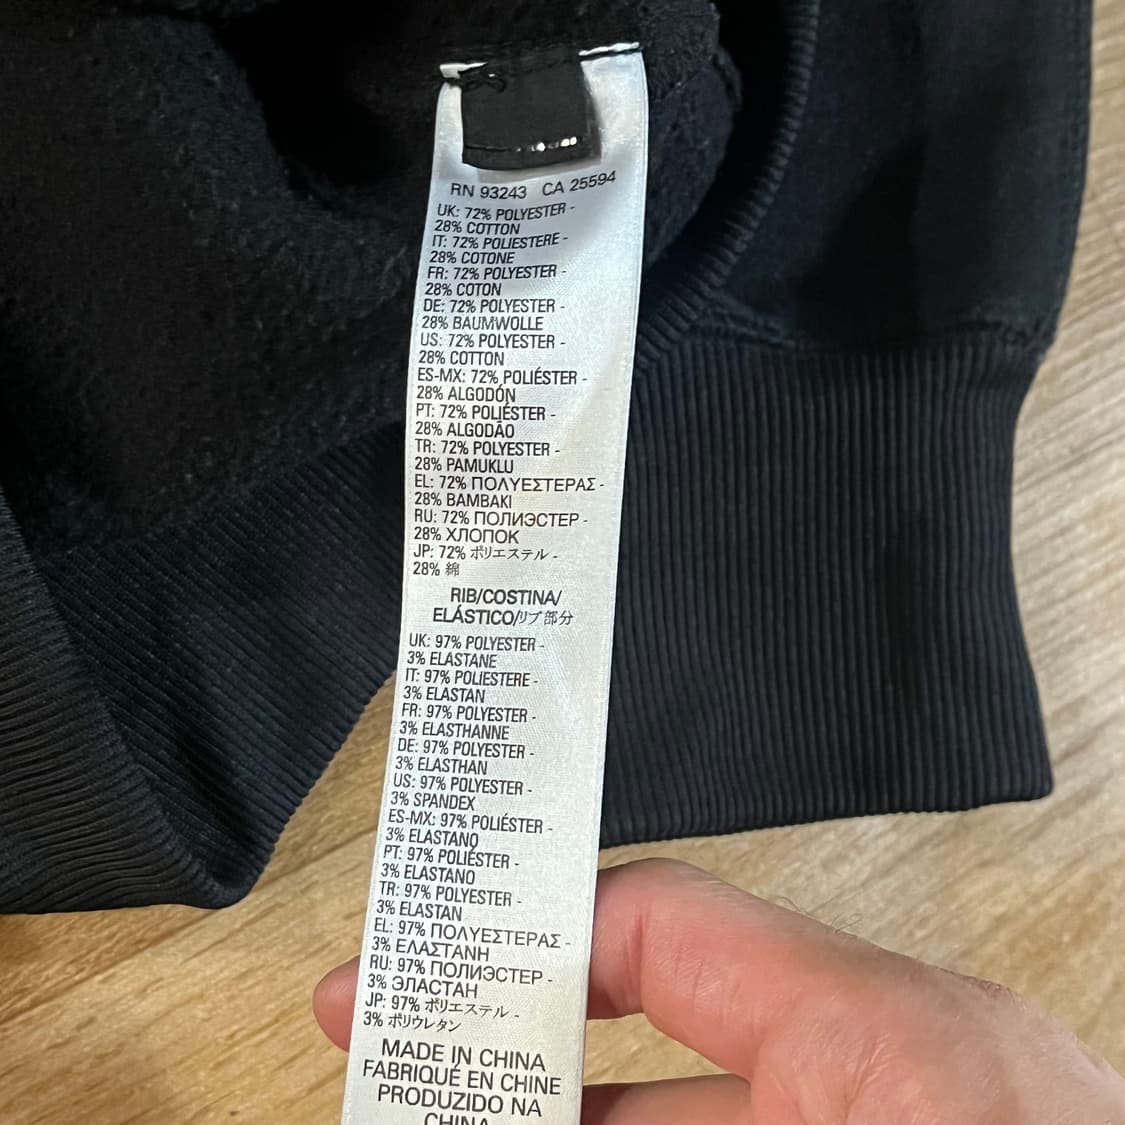 RN 93243 CA 25594
UK: 72% POLYESTER -
28% COTTON
IT: 72% POLIESTERE -
28% COTONE
FR: 72% POLYESTER -
28% COTON
DE: 72% POLYESTER -
28% BAUMWOLLE
US: 72% POLYESTER -
28% COTTON
ES-MX: 72% POLIÉSTER -
28% ALGODÓN
PT: 72% POLIÉSTER -
28% ALGODÃO
TR: 72% POLYESTER -
28% PAMUKLU
EL: 72% ΠΟΛΥΕΣΤΕΡΑΣ -
28% ΒΑΜΒΑΚΙ
RU: 72% ПОЛИЭСТЕР -
28% ХЛОПОК
JP: 72% ポリエステル -
28% 綿
RIB/COSTINA/
ELÁSTICO/リブ部分
UK: 97% POLYESTER -
3% ELASTANE
IT: 97% POLIESTERE -
3% ELASTAN
FR: 97% POLYESTER -
3% ELASTHANNE
DE: 97% POLYESTER -
3% ELASTHAN
US: 97% POLYESTER -
3% SPANDEX
ES-MX: 97% POLIÉSTER -
3% ELASTANO
PT: 97% POLIÉSTER -
3% ELASTANO
TR: 97% POLYESTER -
3% ELASTAN
EL: 97% ΠΟΛΥΕΣΤΕΡΑΣ -
3% ΕΛΑΣΤΑΝΗ
RU: 97% ПОЛИЭСТЕР -
3% ЭЛАСТАН
JP: 97% ポリエステル -
3% ポリウレタン
MADE IN CHINA
FABRIQUÉ EN CHINE
PRODUZIDO NA
CHINA